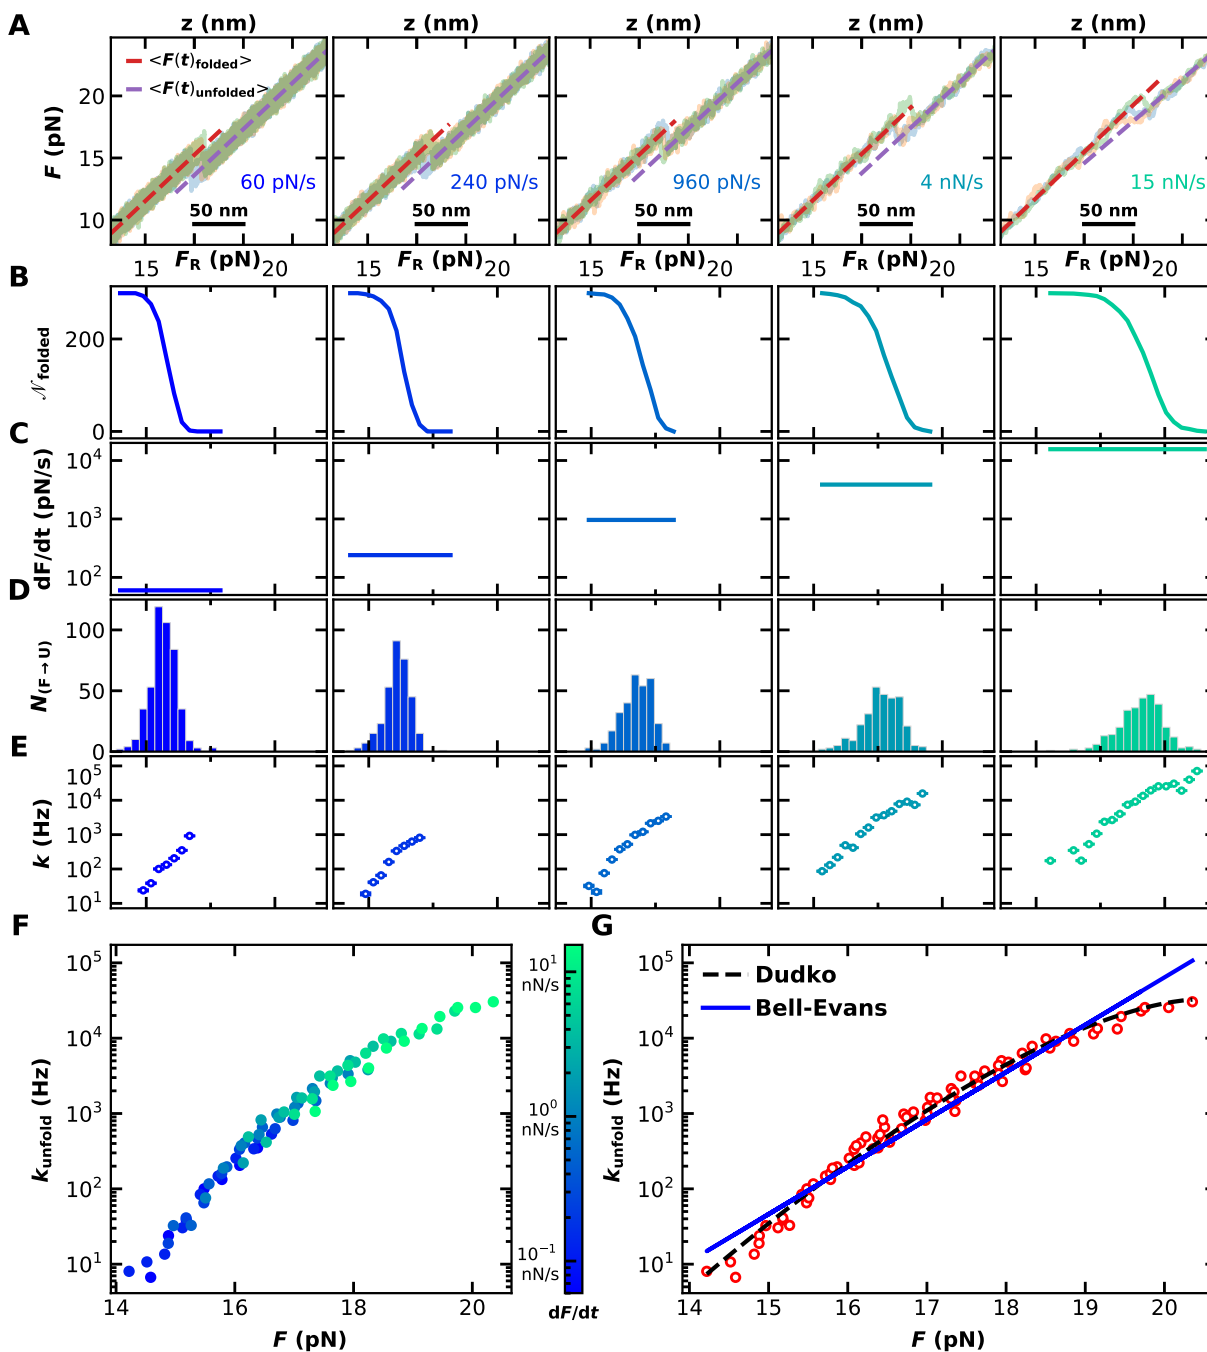 A
z (nm) z (nm) z (nm) z (nm) z (nm)
<F(t)folded>
<F(t)unfolded>
F (pN)
20
15
10
60 pN/s 240 pN/s 960 pN/s 4 nN/s 15 nN/s
50 nm 50 nm 50 nm 50 nm 50 nm
B
15 FR (pN) 20 15 FR (pN) 20 15 FR (pN) 20 15 FR (pN) 20 15 FR (pN) 20
𝒩folded
200
0
C
dF/dt (pN/s)
10^4
10^3
10^2
D
N(F→U)
100
50
0
E
k (Hz)
10^5
10^4
10^3
10^2
10^1
F
kunfold (Hz)
10^5
10^4
10^3
10^2
10^1
14 16 18 20
F (pN)
10^1
nN/s
10^0
nN/s
10^−1
nN/s
dF/dt
G
Dudko
Bell-Evans
kunfold (Hz)
10^5
10^4
10^3
10^2
10^1
14 15 16 17 18 19 20
F (pN)